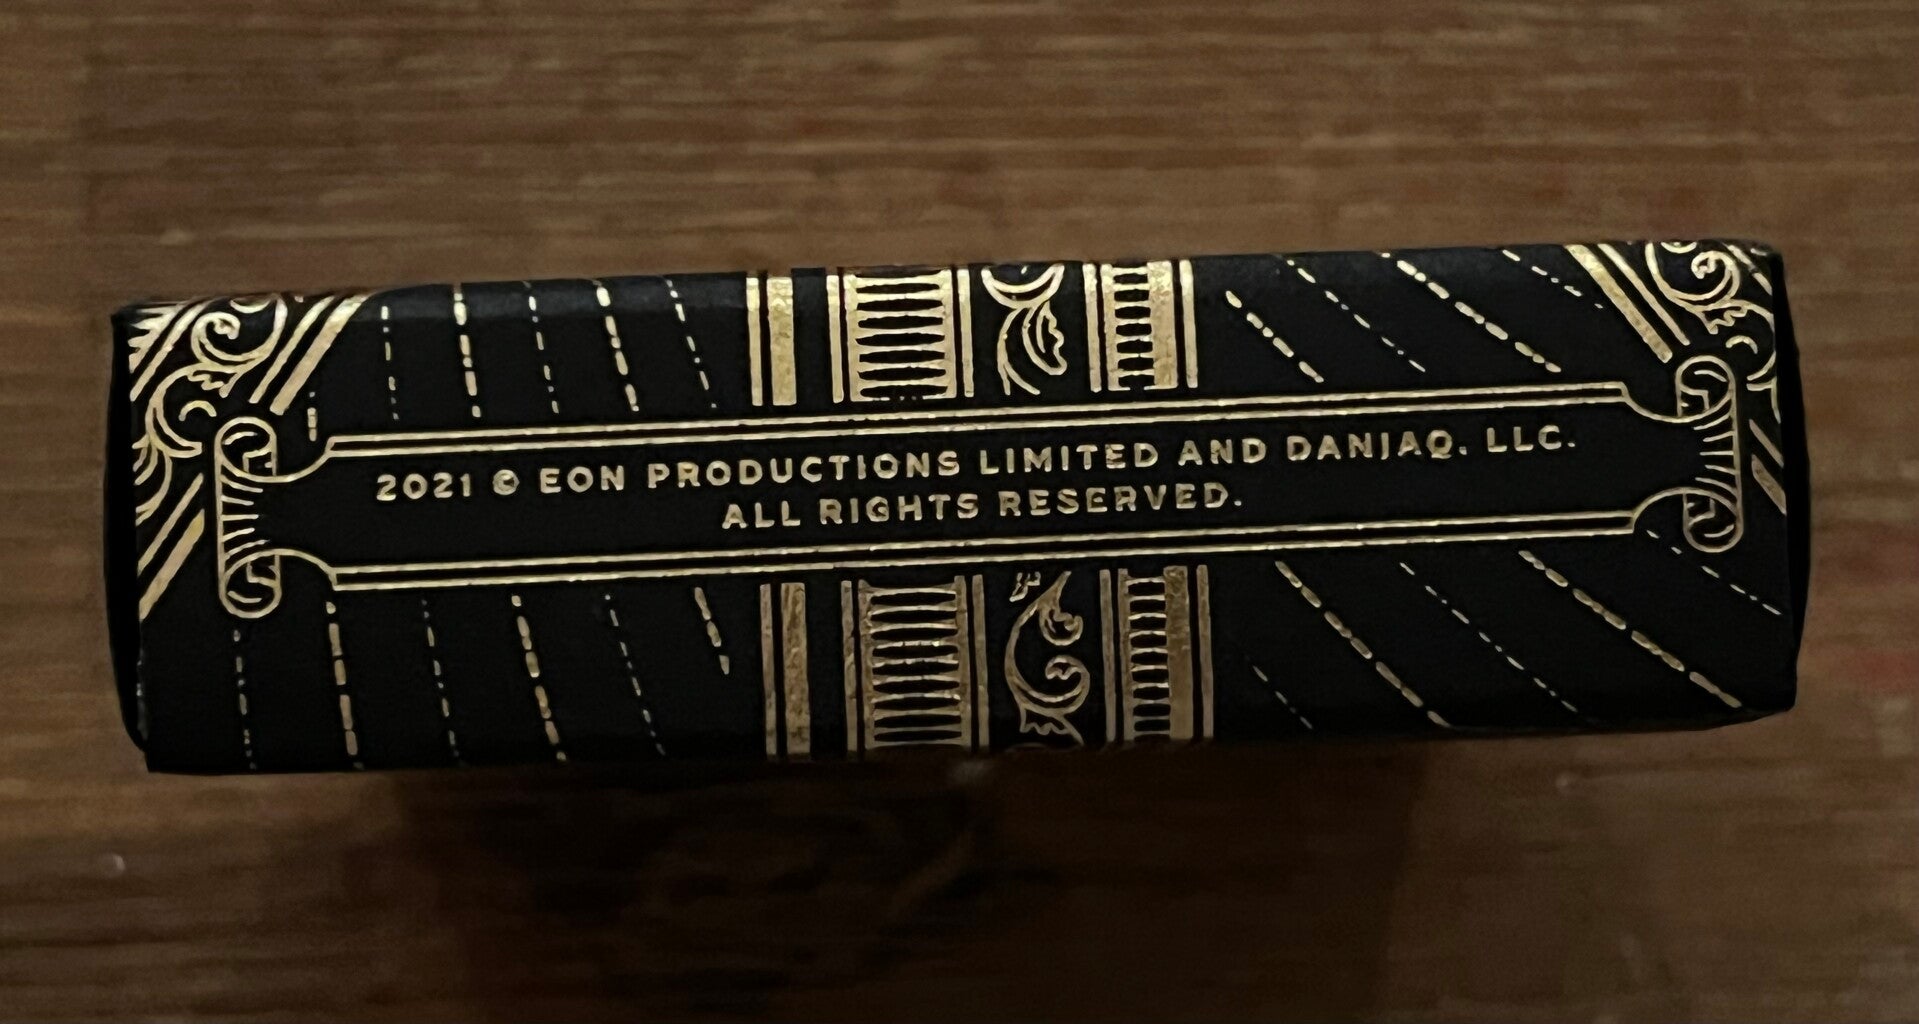 2021 © EON PRODUCTIONS LIMITED AND DANJAQ, LLC.
ALL RIGHTS RESERVED.